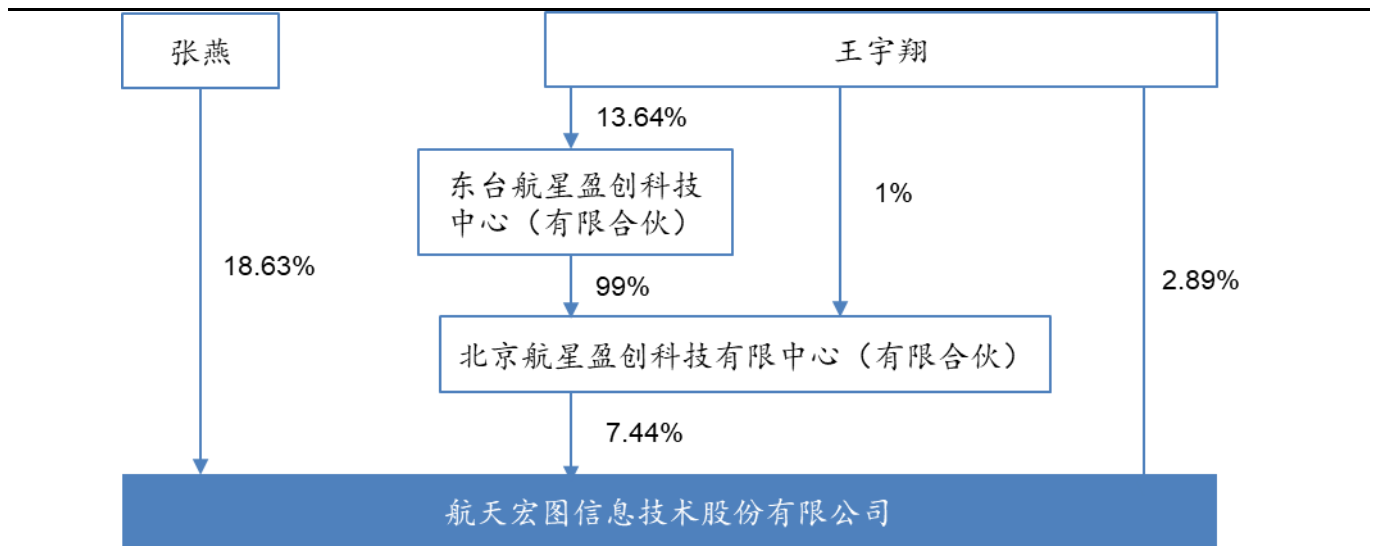 张燕
王宇翔
13.64%
东台航星盈创科技
中心（有限合伙）
1%
18.63%
99%
2.89%
北京航星盈创科技有限中心（有限合伙）
7.44%
航天宏图信息技术股份有限公司